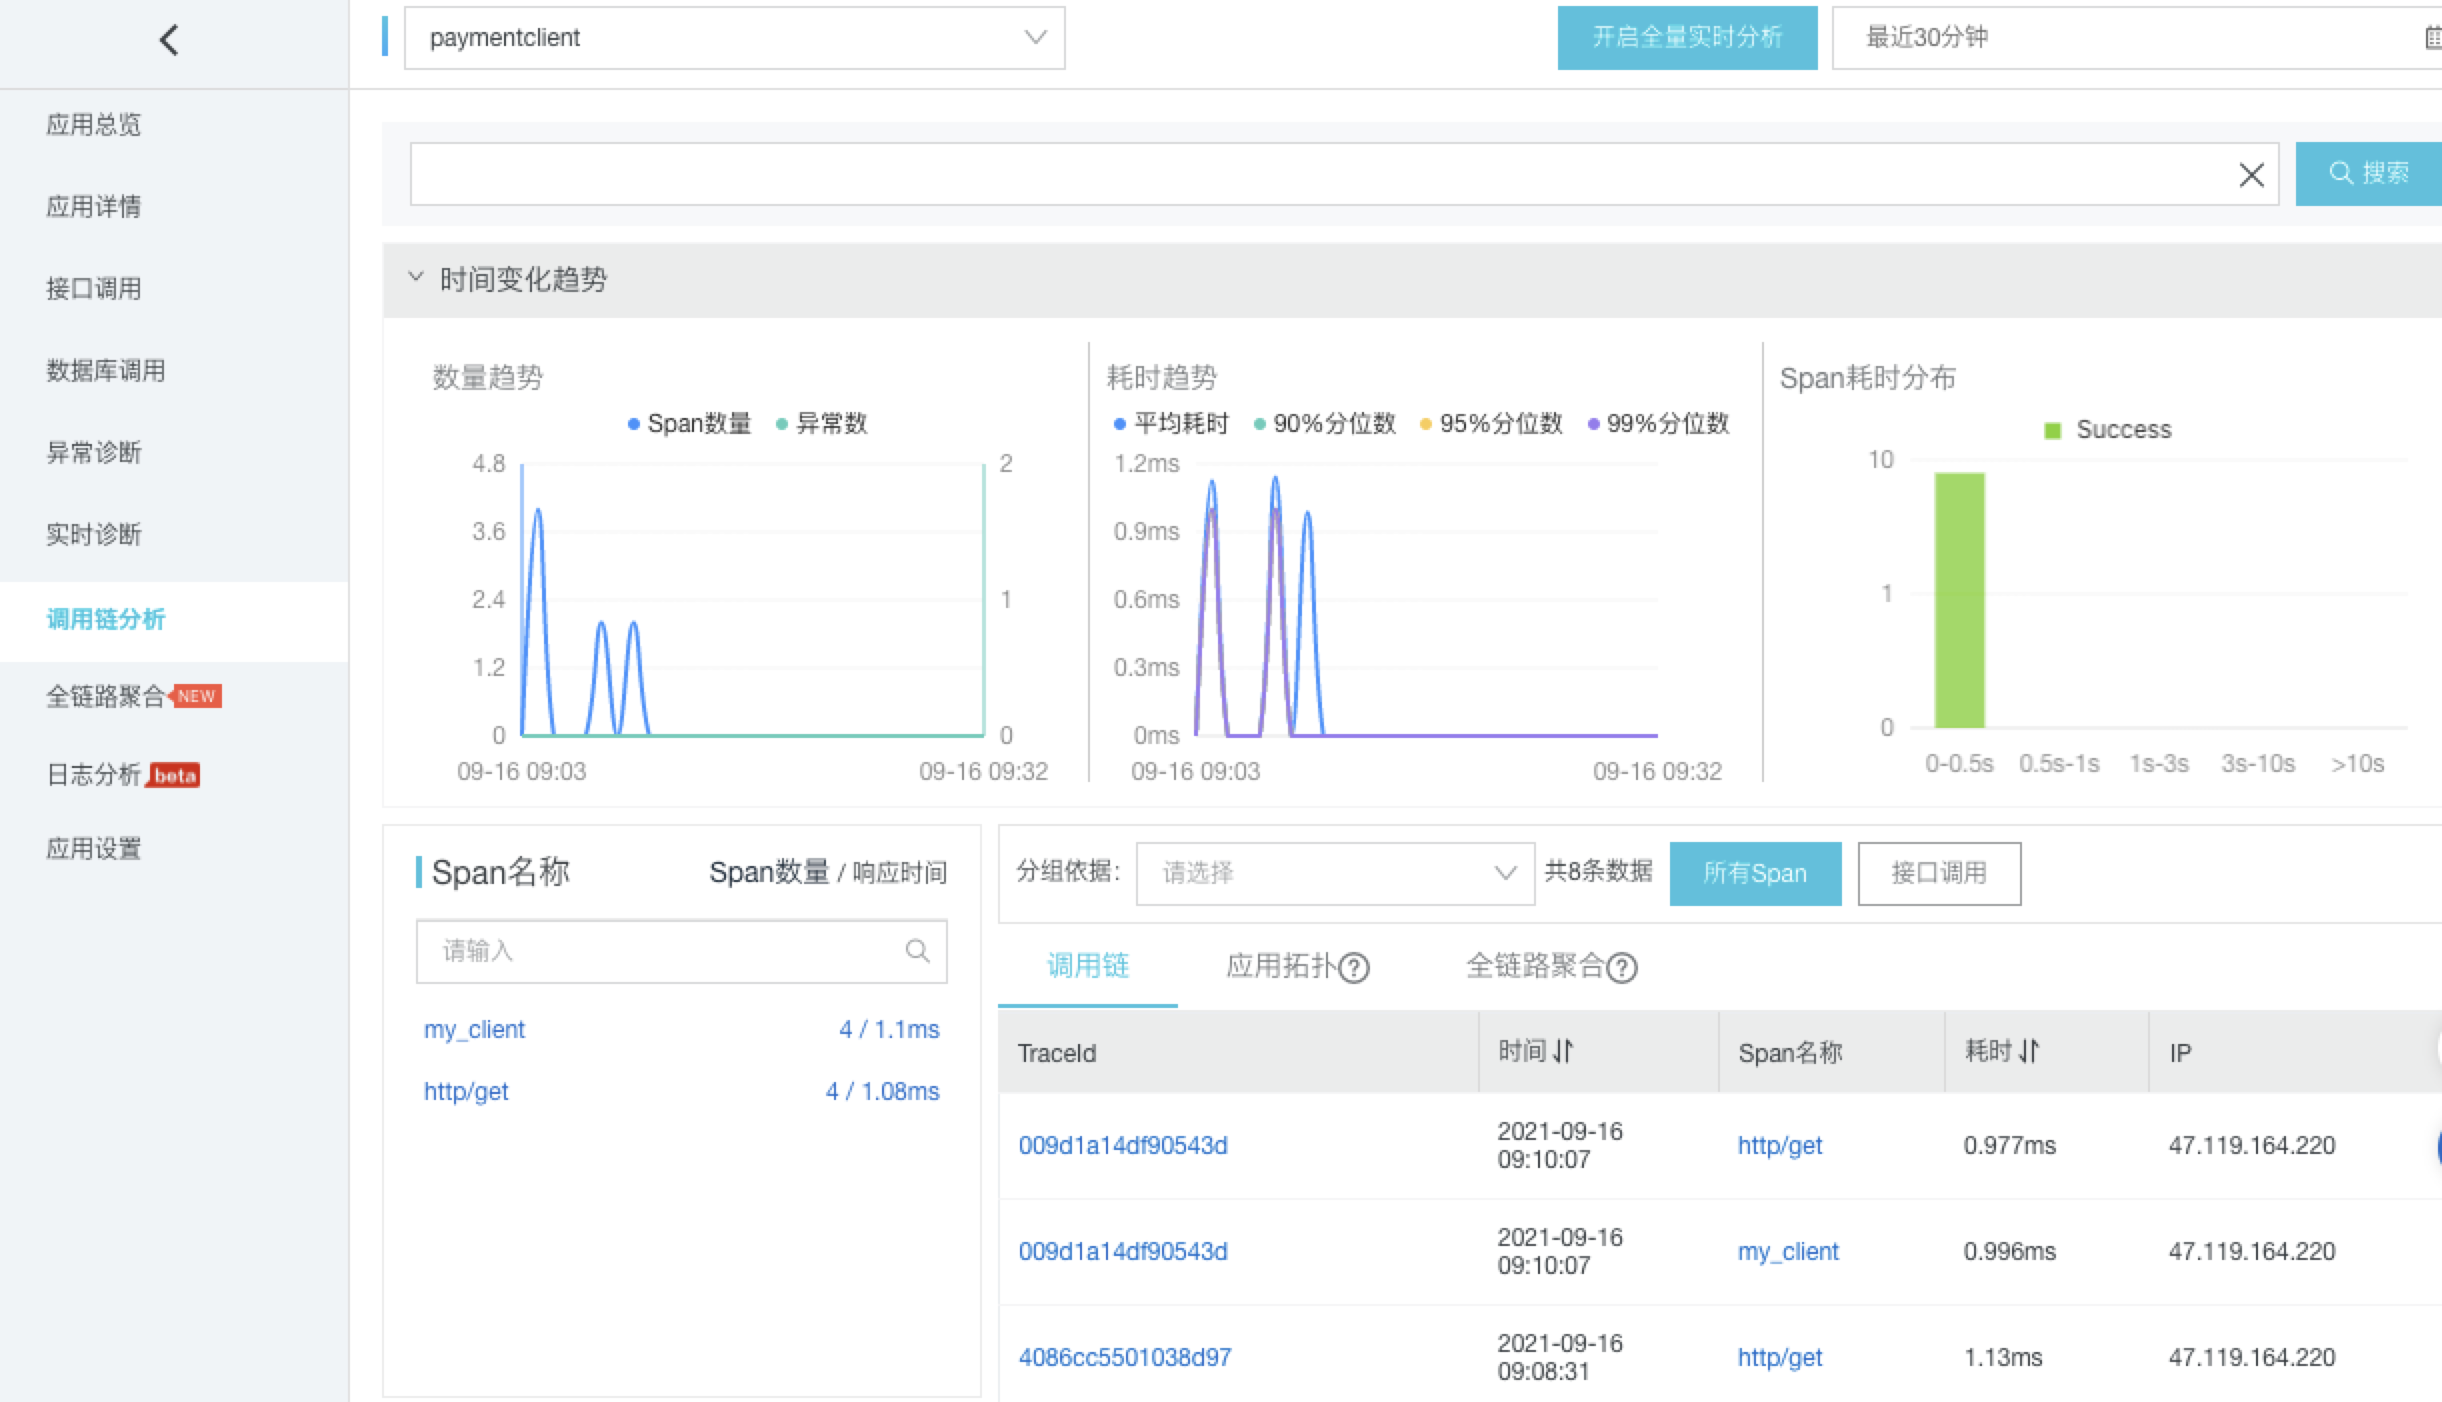 paymentclient
开启全量实时分析
最近30分钟
应用总览
应用详情
接口调用
数据库调用
异常诊断
实时诊断
调用链分析
全链路聚合 NEW
日志分析 beta
应用设置
搜索
时间变化趋势
数量趋势
Span数量 异常数
4.8
3.6
2.4
1.2
0
2
1
0
09-16 09:03
09-16 09:32
耗时趋势
平均耗时 90%分位数 95%分位数 99%分位数
1.2ms
0.9ms
0.6ms
0.3ms
0ms
09-16 09:03
09-16 09:32
Span耗时分布
Success
10
1
0
0-0.5s 0.5s-1s 1s-3s 3s-10s >10s
Span名称 Span数量 / 响应时间
请输入
my_client 4 / 1.1ms
http/get 4 / 1.08ms
分组依据: 请选择 共8条数据 所有Span 接口调用
调用链 应用拓扑? 全链路聚合?
TraceId 时间 Span名称 耗时 IP
009d1a14df90543d 2021-09-16 09:10:07 http/get 0.977ms 47.119.164.220
009d1a14df90543d 2021-09-16 09:10:07 my_client 0.996ms 47.119.164.220
4086cc5501038d97 2021-09-16 09:08:31 http/get 1.13ms 47.119.164.220